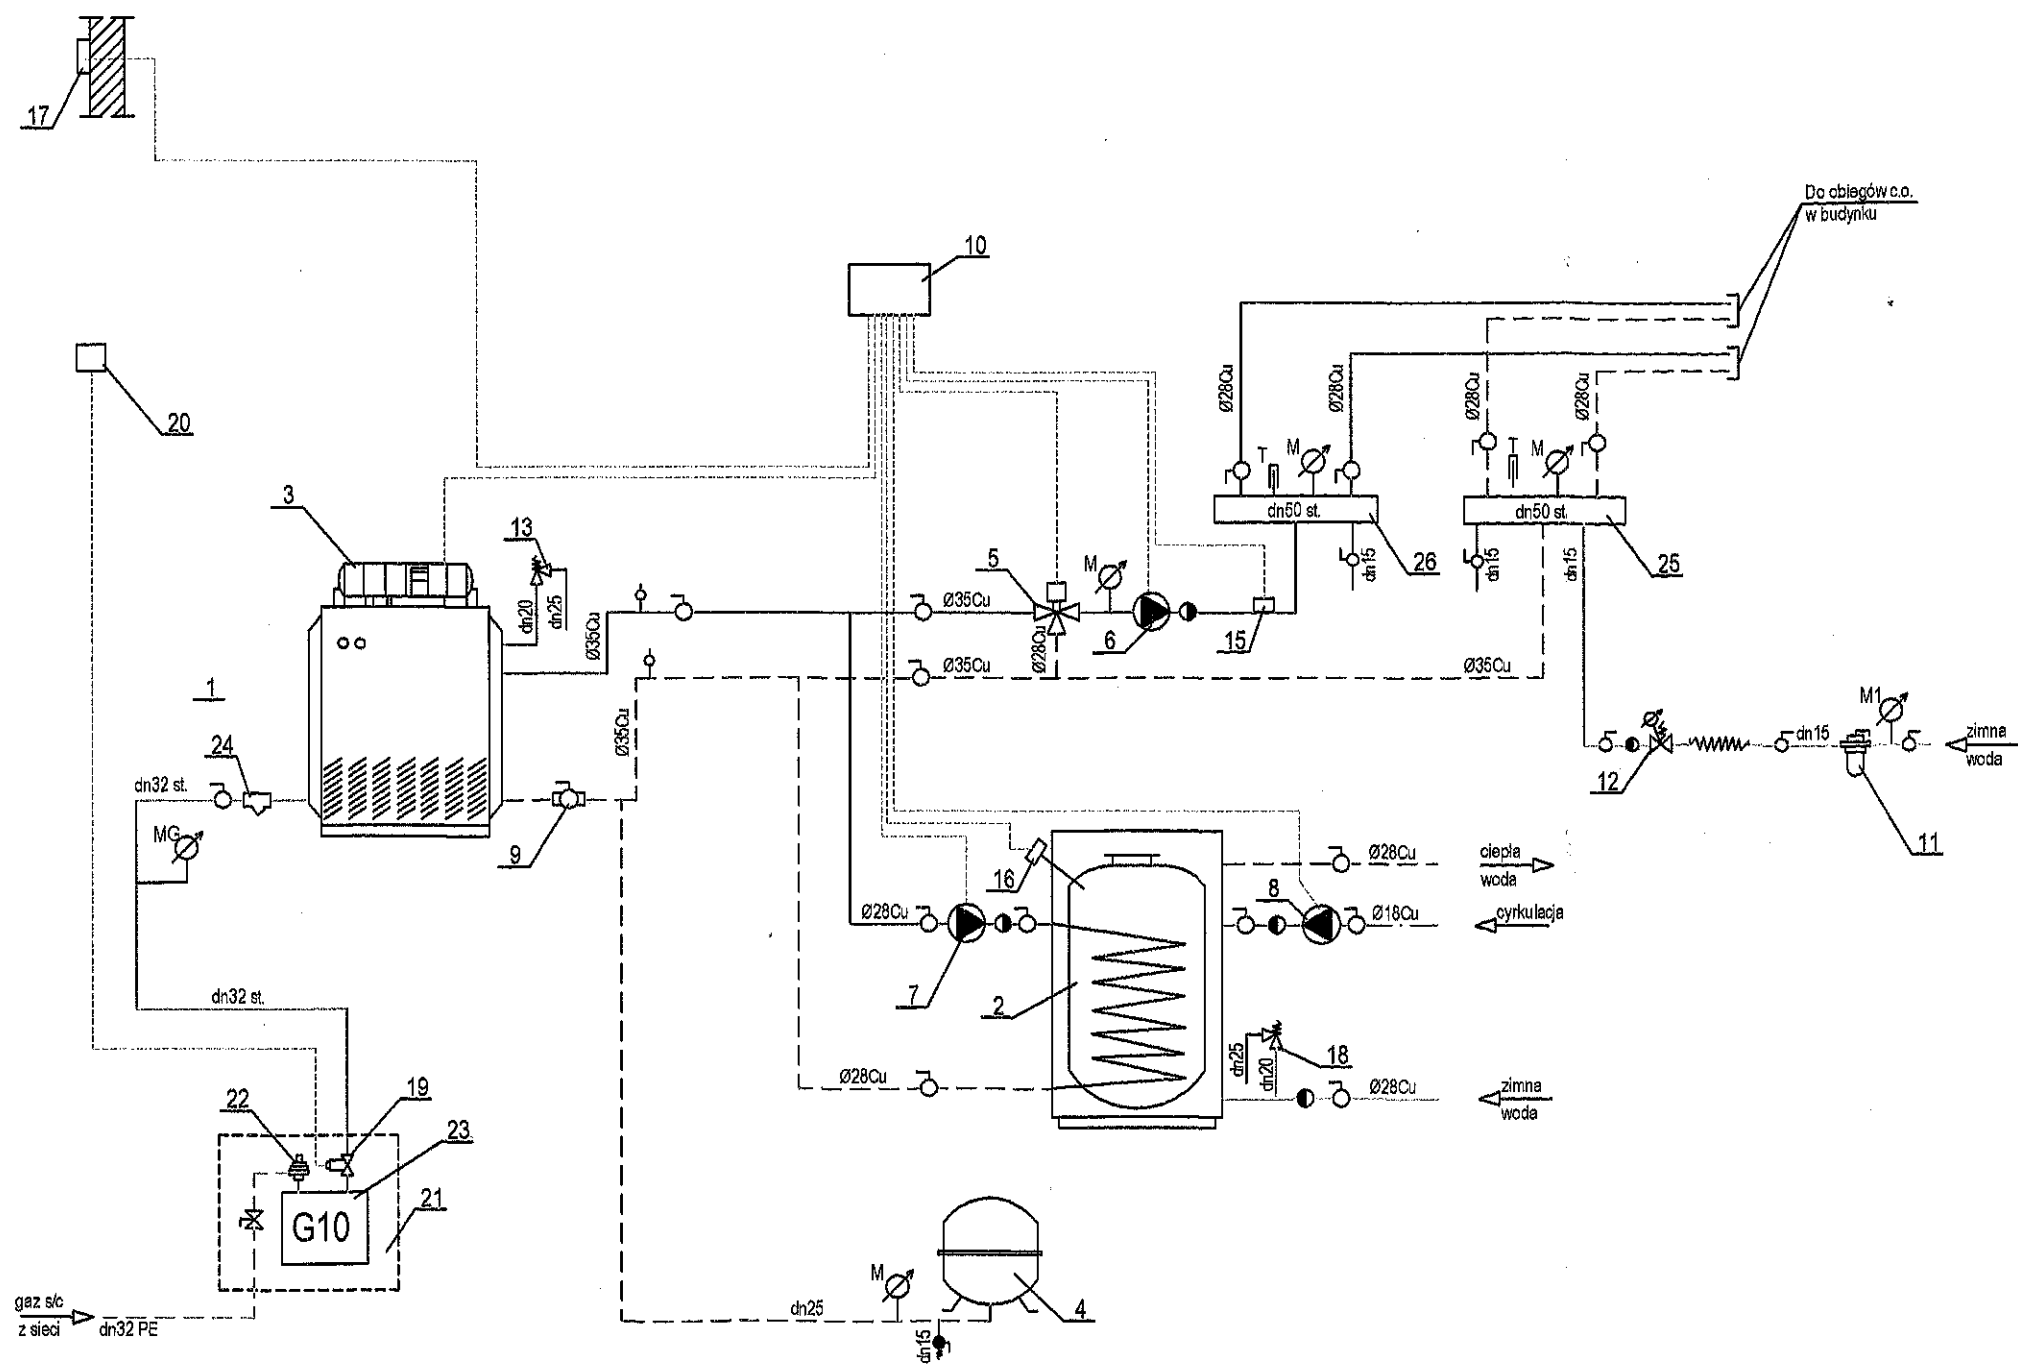 17
Do obiegów c.o.
w budynku
10
20
Ø28Cu
Ø28Cu
Ø28Cu
Ø28Cu
T
M
T
M
3
13
dn50 st.
dn50 st.
26
25
dn15
dn15
dn15
5
M
dn20
dn25
Ø35Cu
Ø35Cu
6
15
Ø28Cu
Ø35Cu
Ø35Cu
1
M1
Ø35Cu
24
dn15
zimna
woda
12
11
dn32 st.
MG
9
16
Ø28Cu
ciepła
woda
8
Ø28Cu
Ø18Cu
cyrkulacja
7
2
dn32 st.
dn25
dn20
18
Ø28Cu
Ø28Cu
zimna
woda
22
19
23
21
G10
gaz s/c
z sieci
dn32 PE
M
dn25
4
dn15